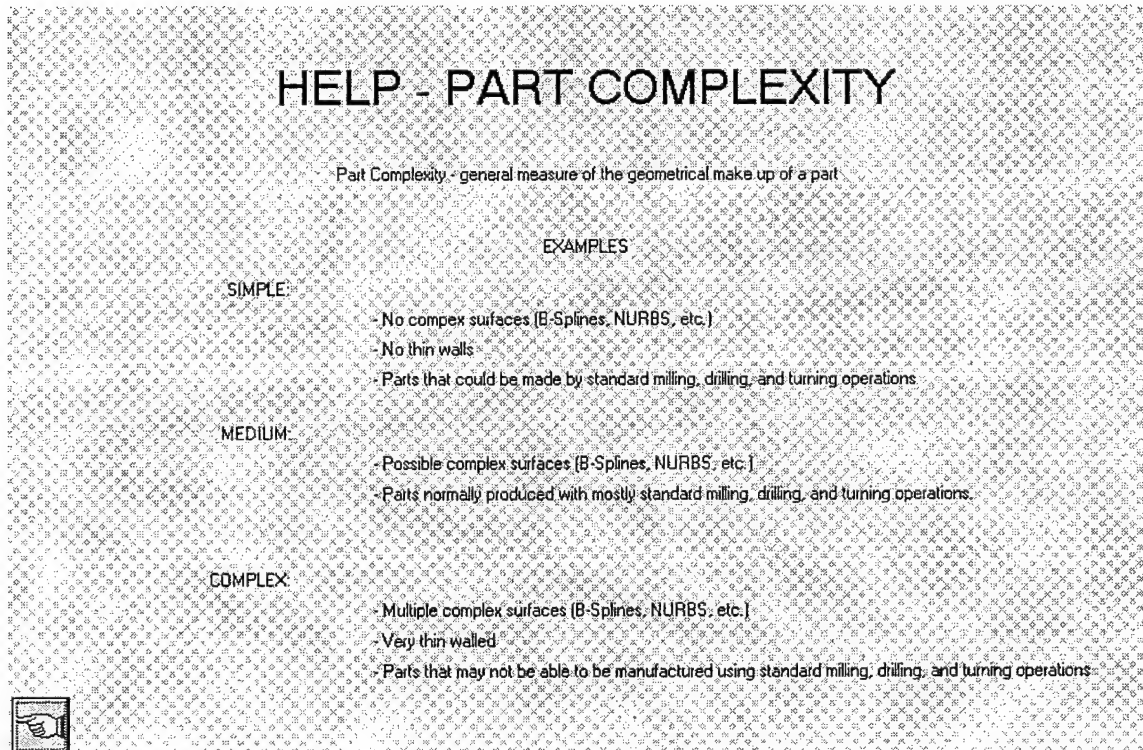 HELP - PART COMPLEXITY
Part Complexity - general measure of the geometrical make up of a part
EXAMPLES
SIMPLE:
- No compex surfaces (B-Splines, NURBS, etc.)
- No thin walls
- Parts that could be made by standard milling, drilling, and turning operations
MEDIUM:
- Possible complex surfaces (B-Splines, NURBS, etc.)
- Parts normally produced with mostly standard milling, drilling, and turning operations.
COMPLEX:
- Multiple complex surfaces (B-Splines, NURBS, etc.)
- Very thin walled
- Parts that may not be able to be manufactured using standard milling, drilling, and turning operations